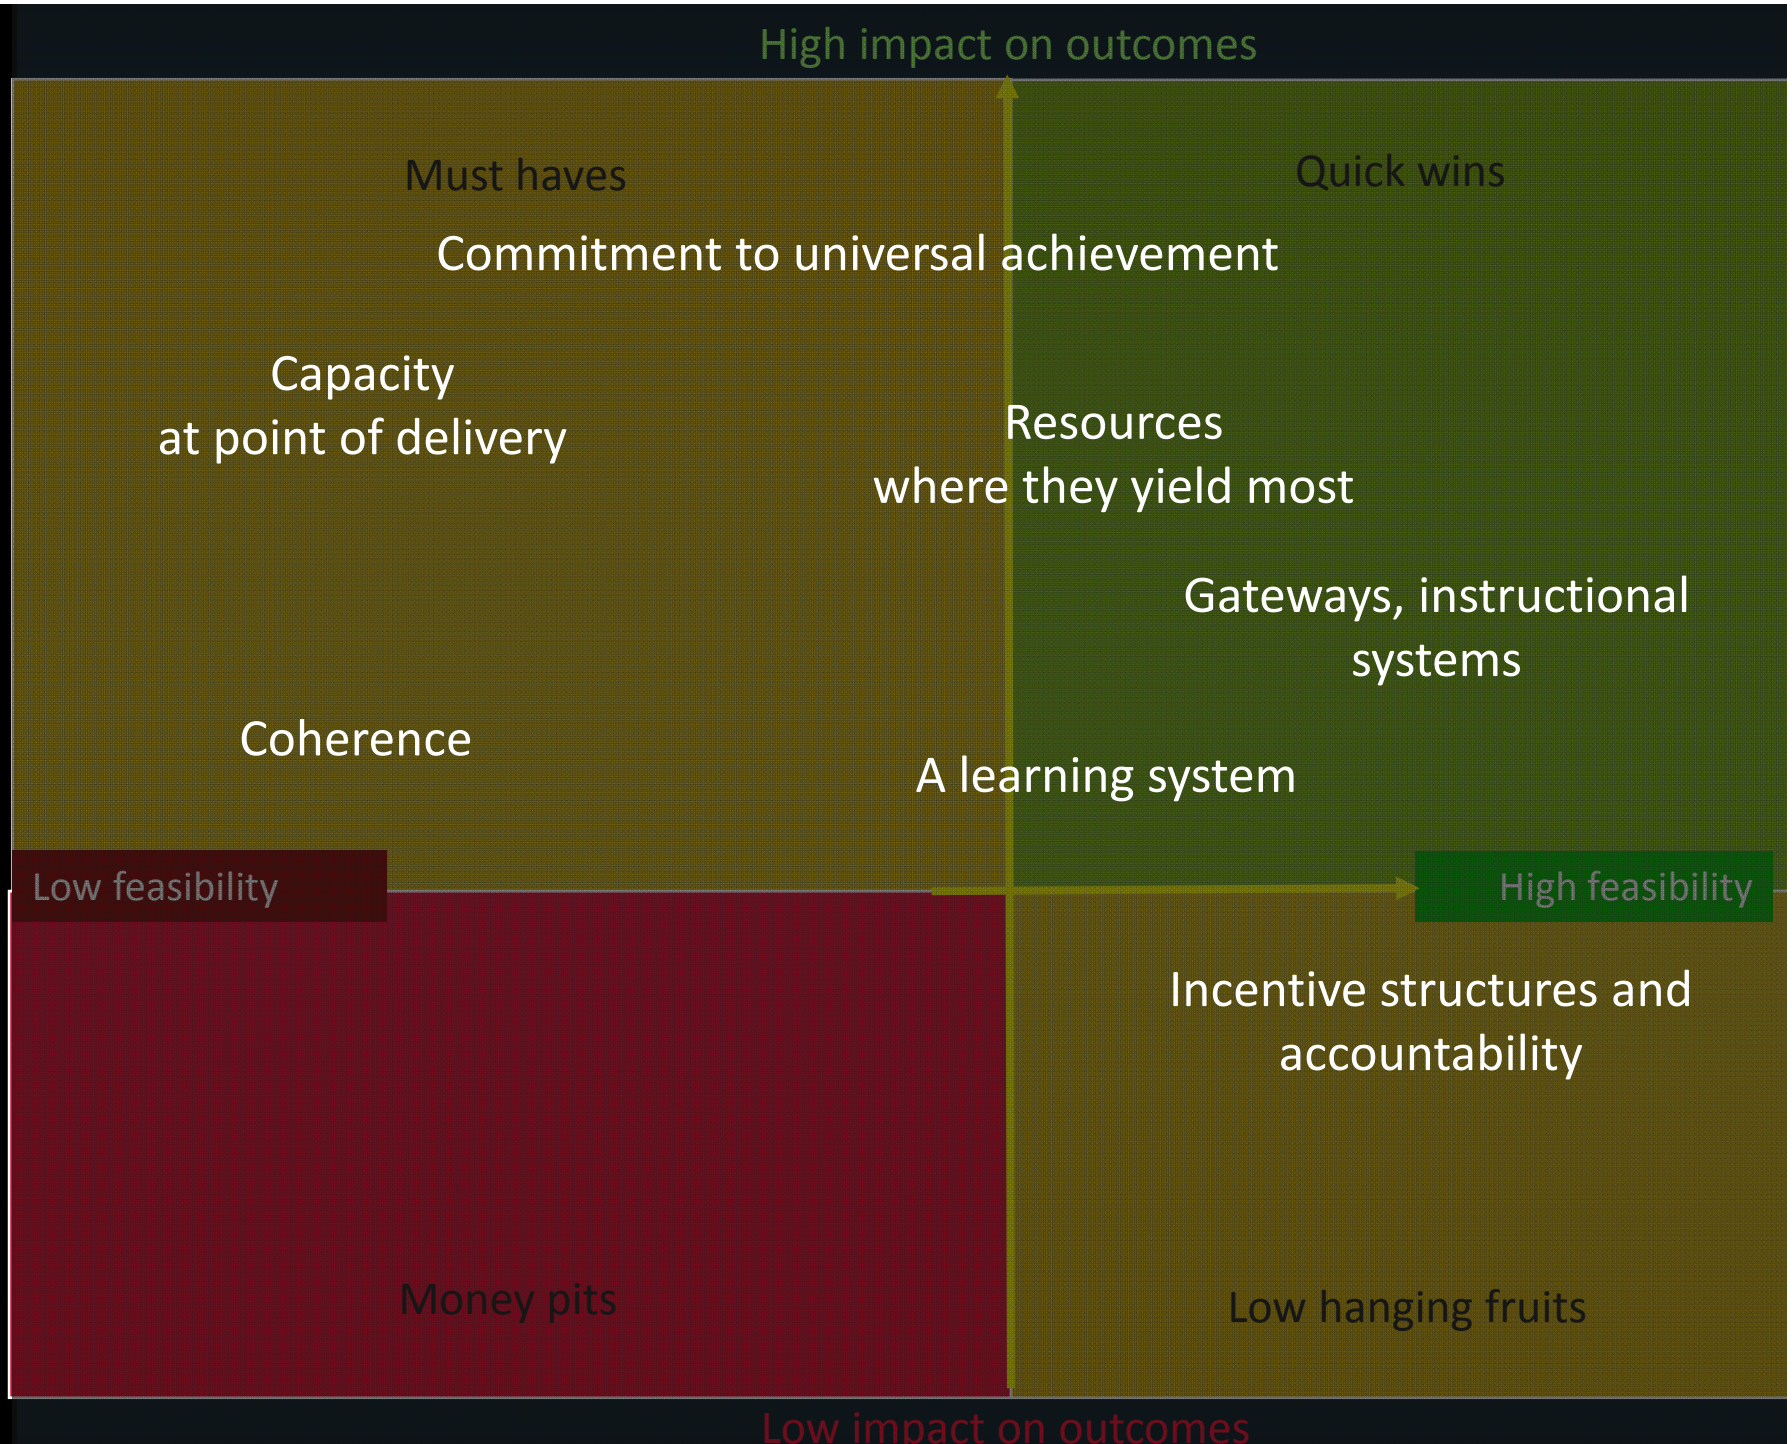 High impact on outcomes
Must haves
Quick wins
Commitment to universal achievement
Capacity
at point of delivery
Resources
where they yield most
Gateways, instructional
systems
Coherence
A learning system
Low feasibility
High feasibility
Incentive structures and
accountability
Money pits
Low hanging fruits
Low impact on outcomes